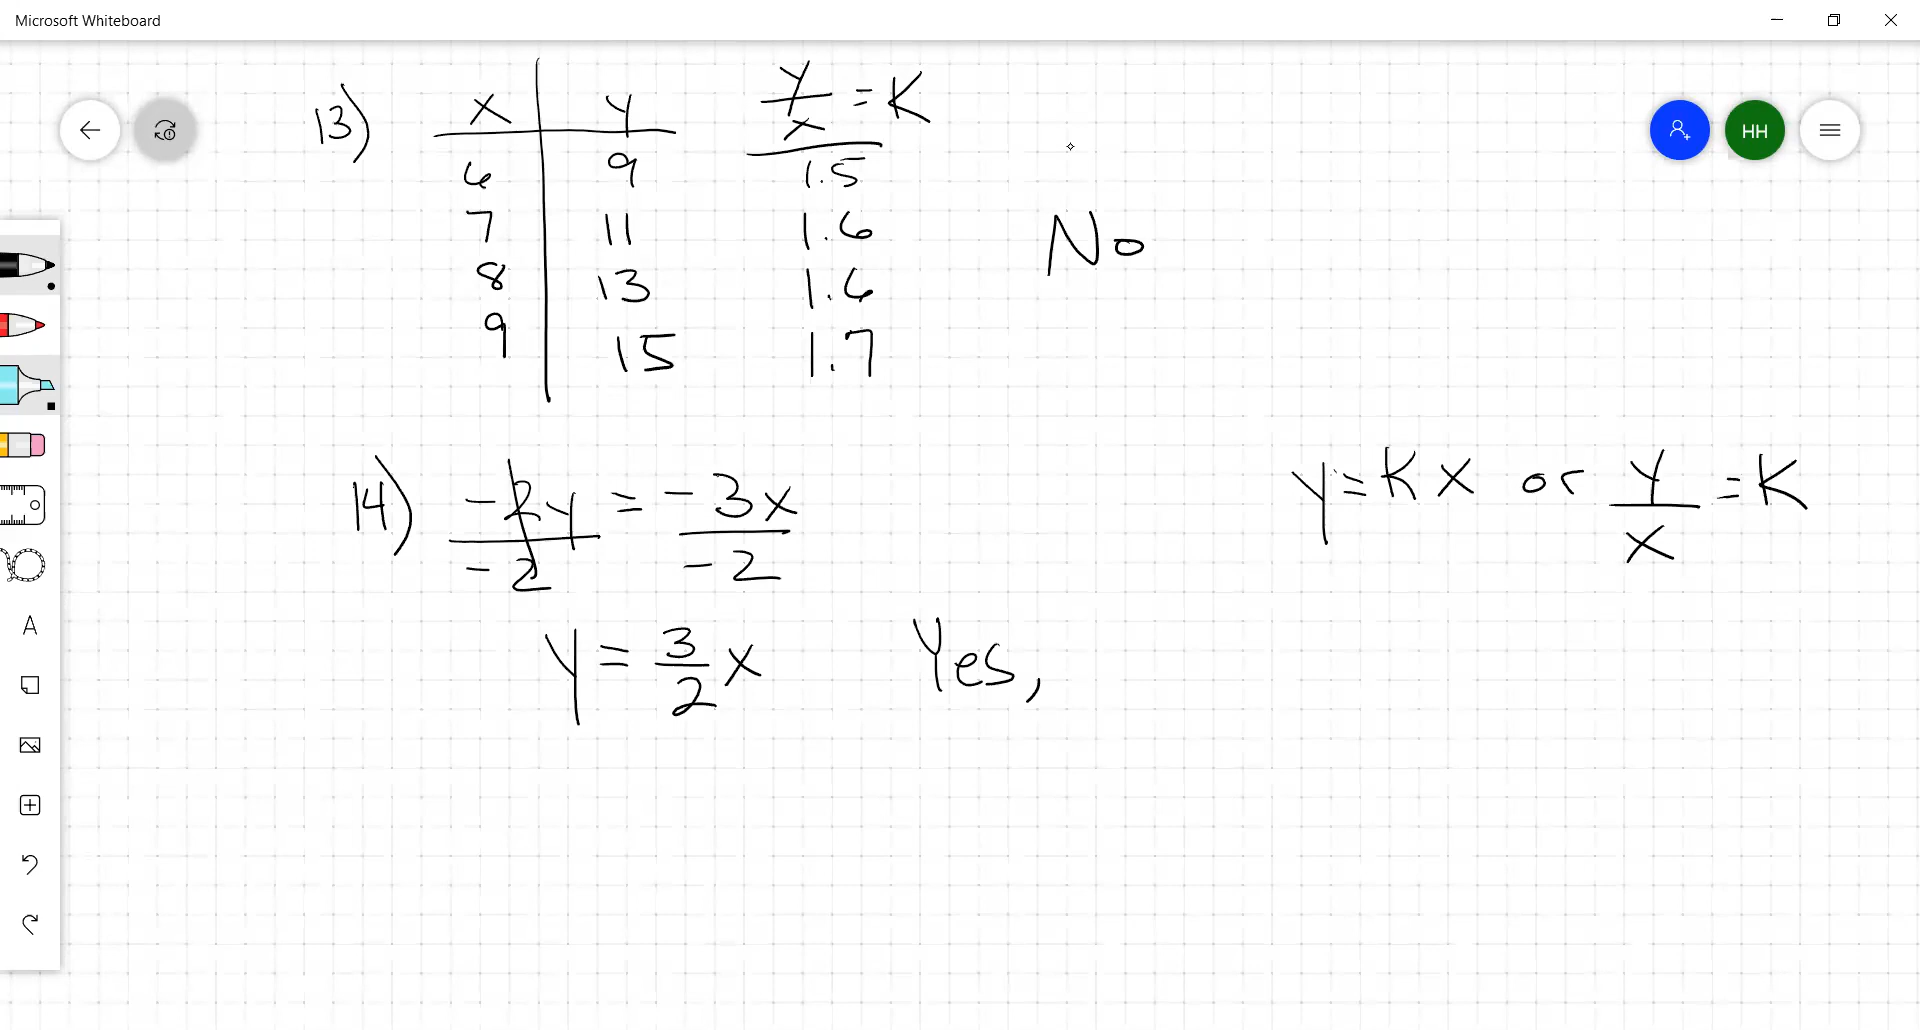 Microsoft Whiteboard
13) x y y/x = K
6 9 1.5
7 11 1.6
8 13 1.6
9 15 1.7
No
HH
14) -2y/-2 = -3x/-2
y = K x or y/x = K
y = 3/2 x Yes,
A